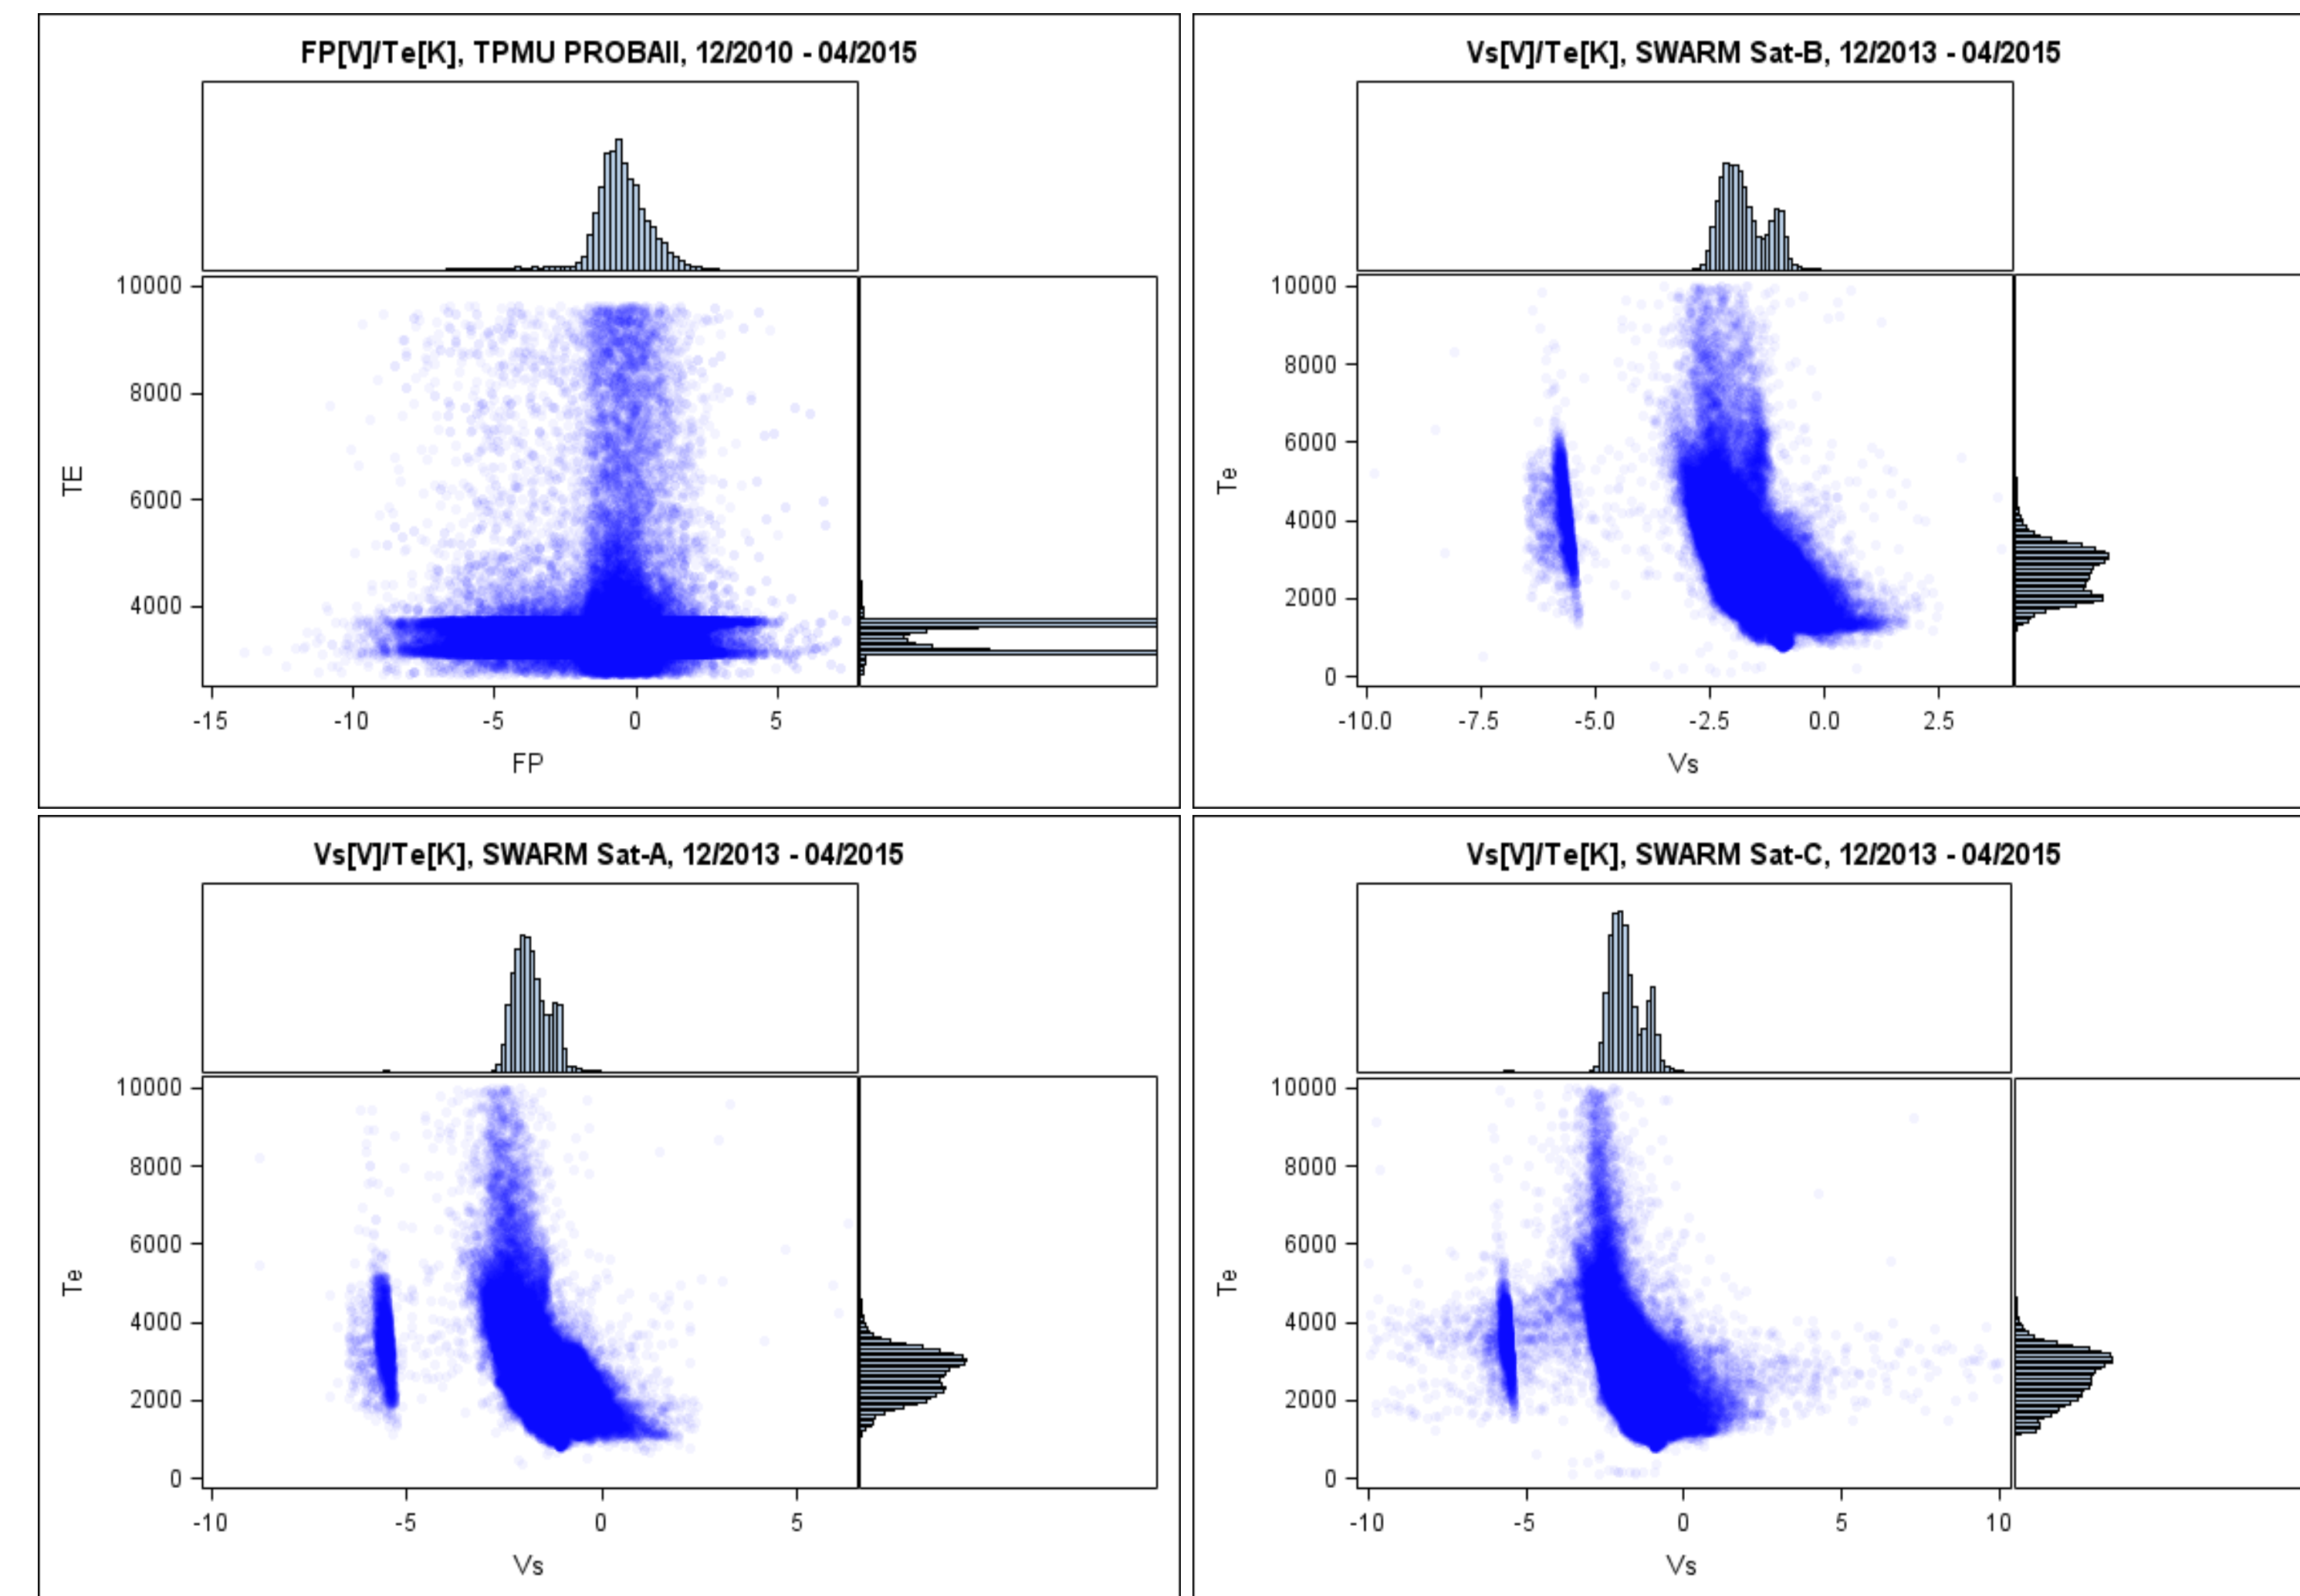 FP[V]/Te[K], TPMU PROBAII, 12/2010 - 04/2015
10000
8000
6000
4000
TE
-15 -10 -5 0 5
FP
Vs[V]/Te[K], SWARM Sat-B, 12/2013 - 04/2015
10000
8000
6000
4000
2000
0
Te
-10.0 -7.5 -5.0 -2.5 0.0 2.5
Vs
Vs[V]/Te[K], SWARM Sat-A, 12/2013 - 04/2015
10000
8000
6000
4000
2000
0
Te
-10 -5 0 5
Vs
Vs[V]/Te[K], SWARM Sat-C, 12/2013 - 04/2015
10000
8000
6000
4000
2000
0
Te
-10 -5 0 5 10
Vs